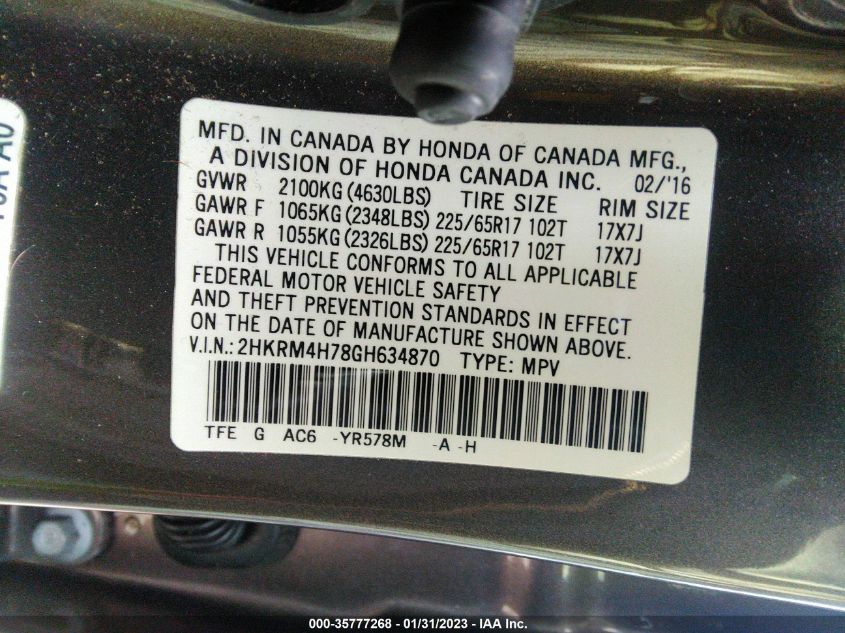 MFD. IN CANADA BY HONDA OF CANADA MFG.,
A DIVISION OF HONDA CANADA INC. 02/'16
GVWR 2100KG(4630LBS) TIRE SIZE RIM SIZE
GAWR F 1065KG(2348LBS) 225/65R17 102T 17X7J
GAWR R 1055KG(2326LBS) 225/65R17 102T 17X7J
THIS VEHICLE CONFORMS TO ALL APPLICABLE
FEDERAL MOTOR VEHICLE SAFETY
AND THEFT PREVENTION STANDARDS IN EFFECT
ON THE DATE OF MANUFACTURE SHOWN ABOVE.
V.I.N.: 2HKRM4H78GH634870 TYPE: MPV
TFE G AC6 -YR578M -A -H
000-35777268 - 01/31/2023 - IAA Inc.